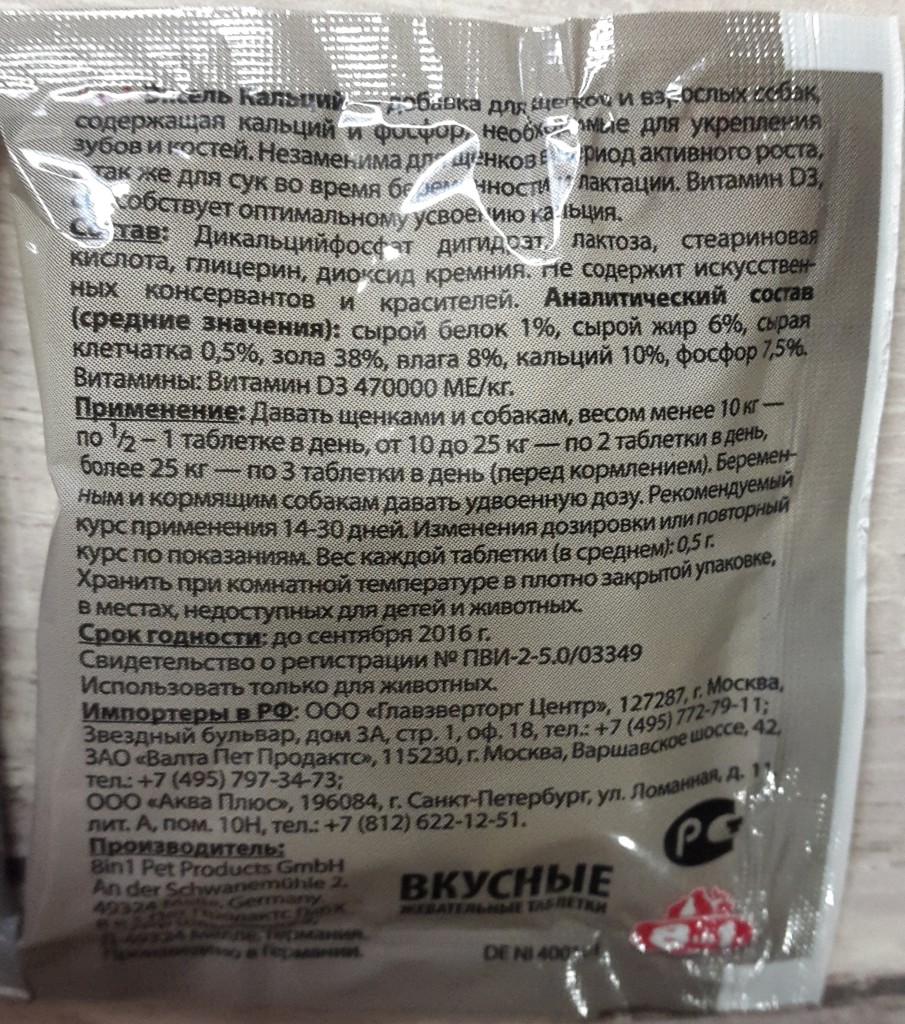 Кальций — добавка для щенков и взрослых собак,
содержащая кальций и фосфор, необходимые для укрепления
зубов и костей. Незаменима для щенков в период активного роста,
так же для сук во время беременности и лактации. Витамин D3,
способствует оптимальному усвоению кальция.
Состав: Дикальцийфосфат дигидрэт, лактоза, стеариновая
кислота, глицерин, диоксид кремния. Не содержит искусствен-
ных консервантов и красителей. Аналитический состав
(средние значения): сырой белок 1%, сырой жир 6%, сырая
клетчатка 0,5%, зола 38%, влага 8%, кальций 10%, фосфор 7,5%.
Витамины: Витамин D3 470000 МЕ/кг.
Применение: Давать щенками и собакам, весом менее 10 кг —
по ½ – 1 таблетке в день, от 10 до 25 кг — по 2 таблетки в день,
более 25 кг — по 3 таблетки в день (перед кормлением). Беремен-
ным и кормящим собакам давать удвоенную дозу. Рекомендуемый
курс применения 14-30 дней. Изменения дозировки или повторный
курс по показаниям. Вес каждой таблетки (в среднем): 0,5 г.
Хранить при комнатной температуре в плотно закрытой упаковке,
в местах, недоступных для детей и животных.
Срок годности: до сентября 2016 г.
Свидетельство о регистрации № ПВИ-2-5.0/03349
Использовать только для животных.
Импортеры в РФ: ООО «Главзверторг Центр», 127287, г. Москва,
Звездный бульвар, дом 3А, стр. 1, оф. 18, тел.: +7 (495) 772-79-11;
ЗАО «Валта Пет Продактс», 115230, г. Москва, Варшавское шоссе, 42,
тел.: +7 (495) 797-34-73;
ООО «Аква Плюс», 196084, г. Санкт-Петербург, ул. Ломанная, д. 11
лит. А, пом. 10Н, тел.: +7 (812) 622-12-51.
Производитель:
8in1 Pet Products GmbH
An der Schwanemühle 2.
49324 Melle, Germany
Германия.
Произведено в Германии.
ВКУСНЫЕ
ЖЕВАТЕЛЬНЫЕ ТАБЛЕТКИ
DE NI
РС
8in1